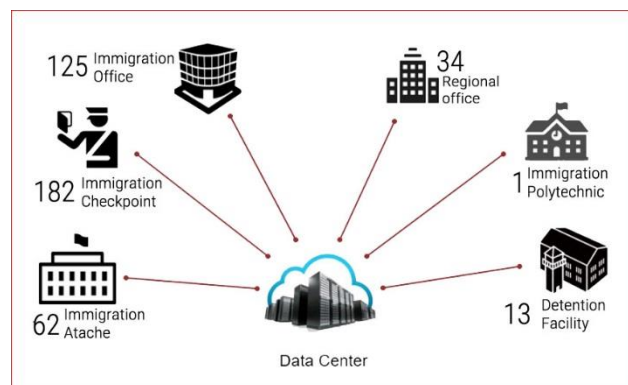 125 Immigration
Office
34
Regional
office
182 Immigration
Checkpoint
1 Immigration
Polytechnic
62 Immigration
Atache
13 Detention
Facility
Data Center